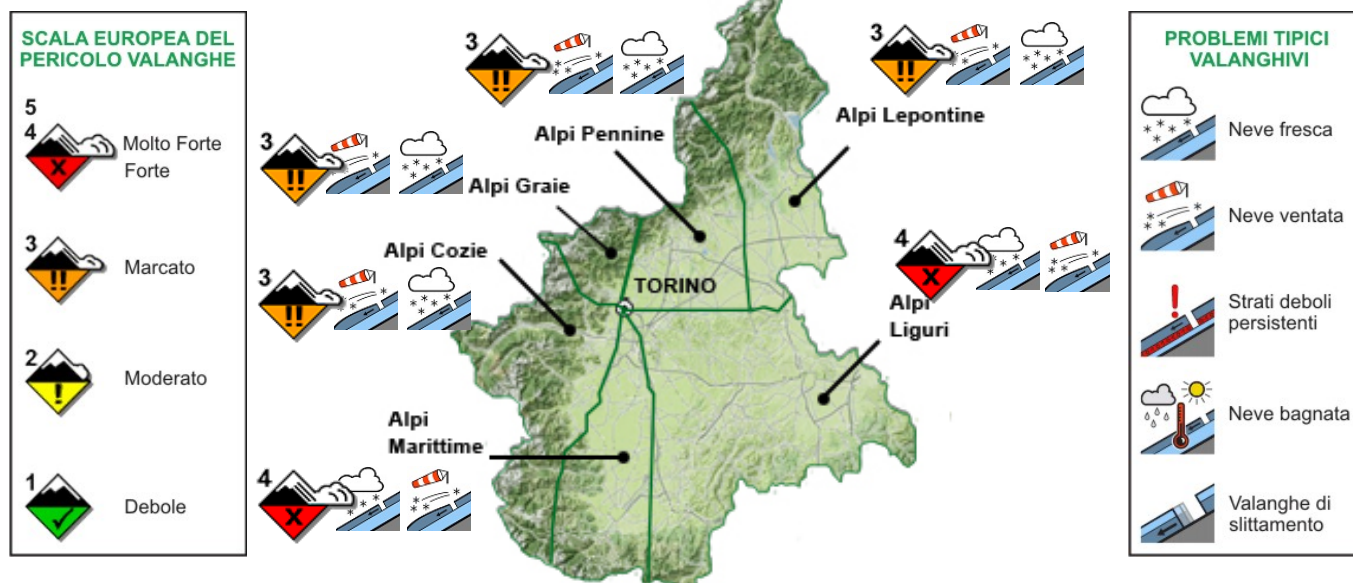 SCALA EUROPEA DEL
PERICOLO VALANGHE
5
4
Molto Forte
Forte
3
Marcato
2
Moderato
1
Debole
3
3
Alpi Pennine
Alpi Lepontine
3
Alpi Graie
4
Alpi Cozie
3
TORINO
Alpi
Liguri
Alpi
Marittime
4
PROBLEMI TIPICI
VALANGHIVI
Neve fresca
Neve ventata
Strati deboli
persistenti
Neve bagnata
Valanghe di
slittamento